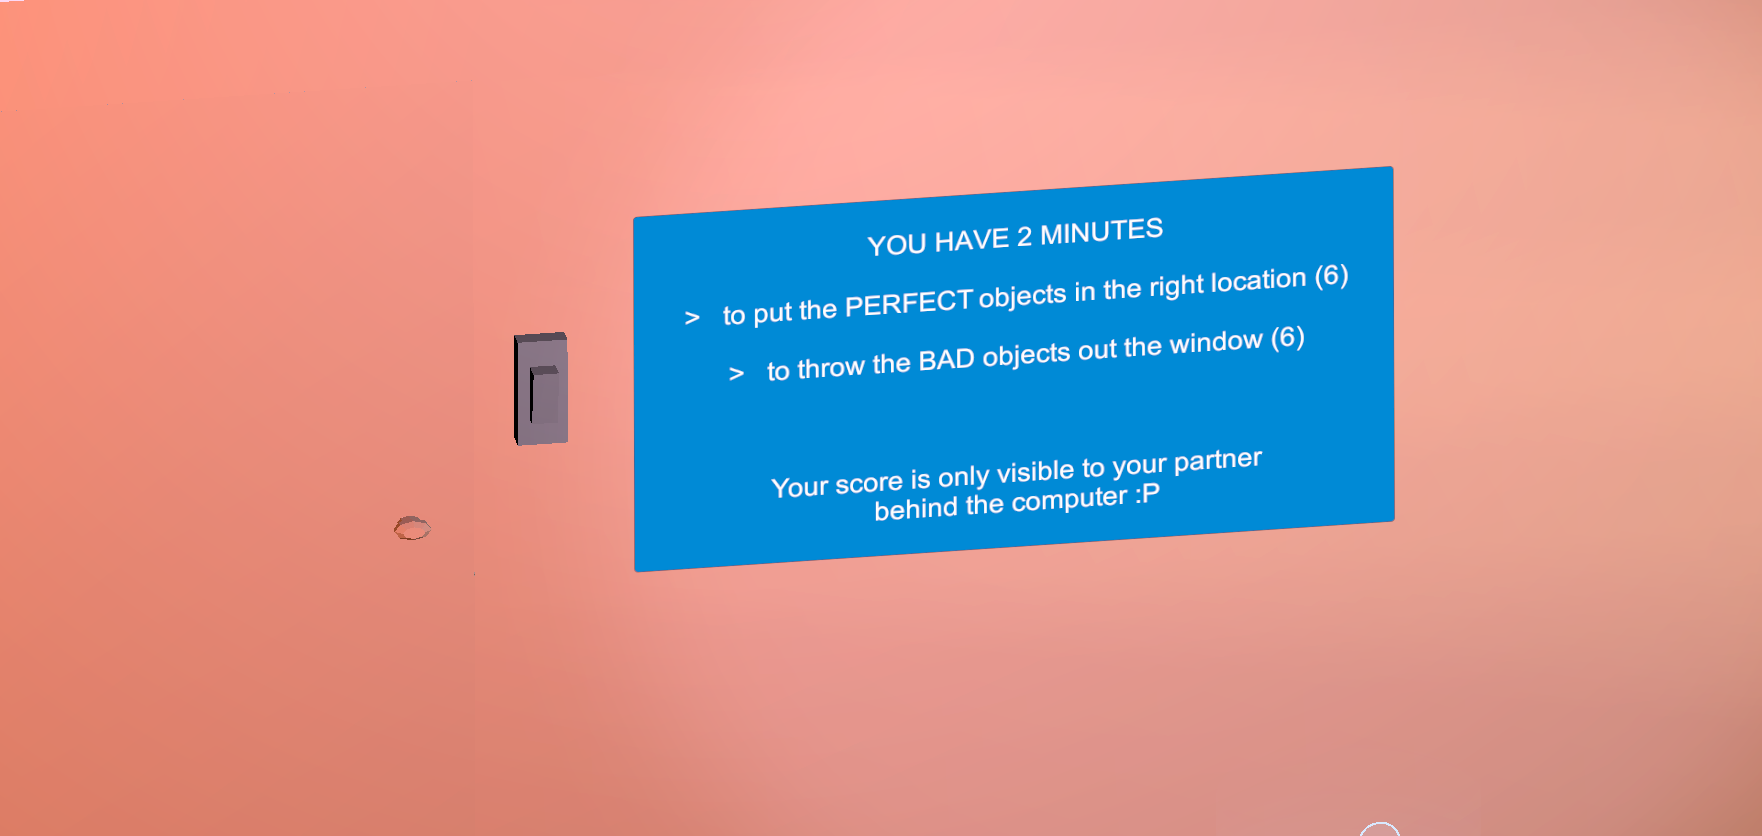 YOU HAVE 2 MINUTES
> to put the PERFECT objects in the right location (6)
> to throw the BAD objects out the window (6)
Your score is only visible to your partner
behind the computer :P